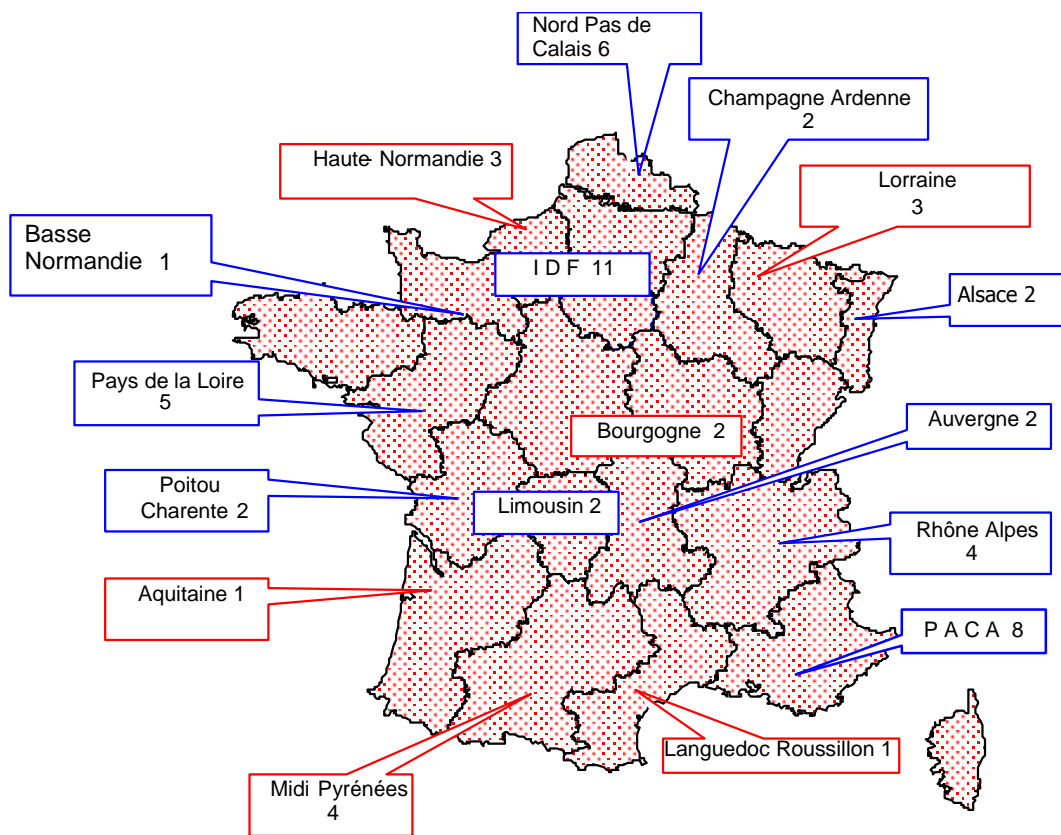 Nord Pas de
Calais 6
Champagne Ardenne
2
Haute- Normandie 3
Lorraine
3
Basse
Normandie 1
I D F 11
Alsace 2
Pays de la Loire
5
Bourgogne 2
Auvergne 2
Poitou
Charente 2
Limousin 2
Rhône Alpes
4
Aquitaine 1
P A C A 8
Languedoc Roussillon 1
Midi Pyrénées
4